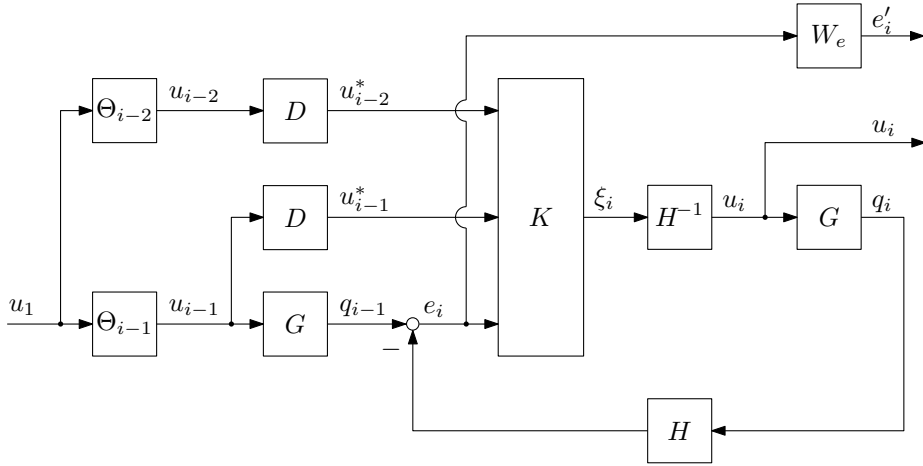 W_e
e'_i
Θ_{i−2}
u_{i−2}
D
u^*_{i−2}
u_i
D
u^*_{i−1}
K
ξ_i
H^{−1}
u_i
G
q_i
u_1
Θ_{i−1}
u_{i−1}
G
q_{i−1}
e_i
−
H